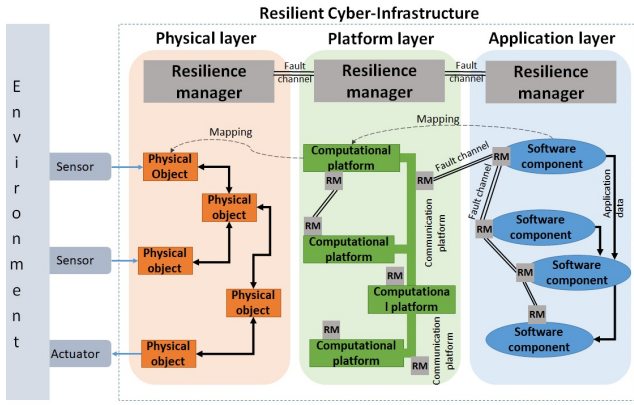 Resilient Cyber-Infrastructure
Physical layer
Platform layer
Application layer
Resilience
manager
Fault
channel
Resilience
manager
Fault
channel
Resilience
manager
Environment
Sensor
Sensor
Actuator
Mapping
Mapping
Physical
Object
Physical
object
Physical
object
Physical
object
Physical
object
Computational
platform
RM
RM
Computational
platform
RM
Computationa
l platform
RM
Computational
platform
RM
RM
Communication
platform
Communication
platform
Fault channel
Fault channel
RM
Software
component
Application
data
RM
Software
component
RM
Software
component
RM
Software
component